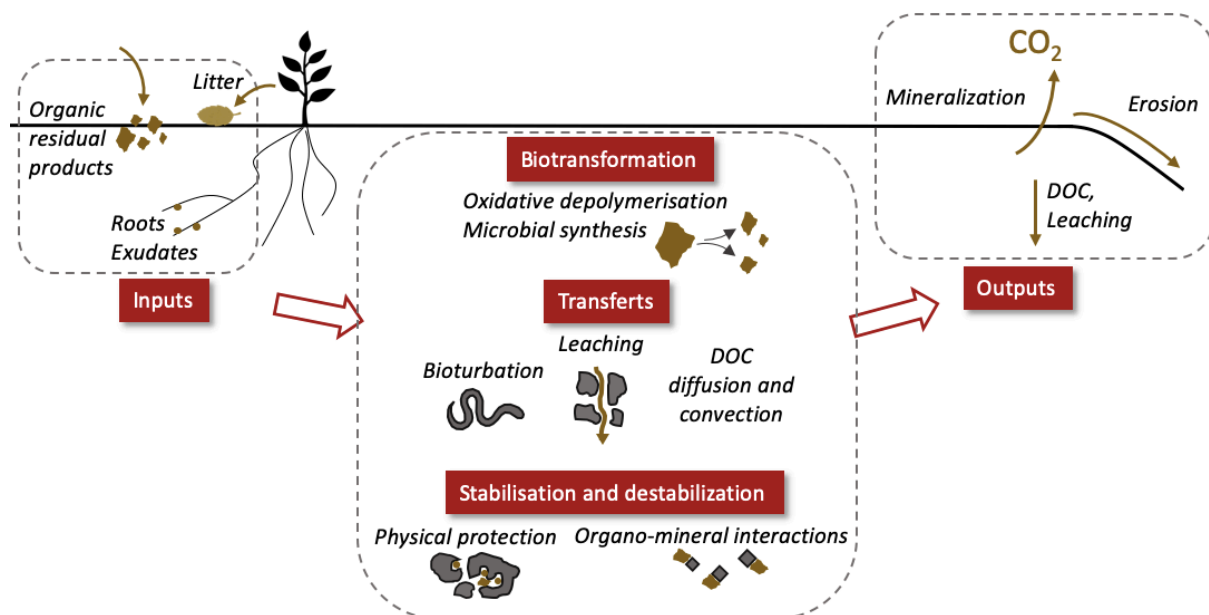 Litter
Organic
residual
products
Roots
Exudates
Inputs
Biotransformation
Oxidative depolymerisation
Microbial synthesis
Transferts
Leaching
Bioturbation
DOC
diffusion and
convection
Stabilisation and destabilization
Physical protection
Organo-mineral interactions
CO₂
Mineralization
Erosion
DOC,
Leaching
Outputs